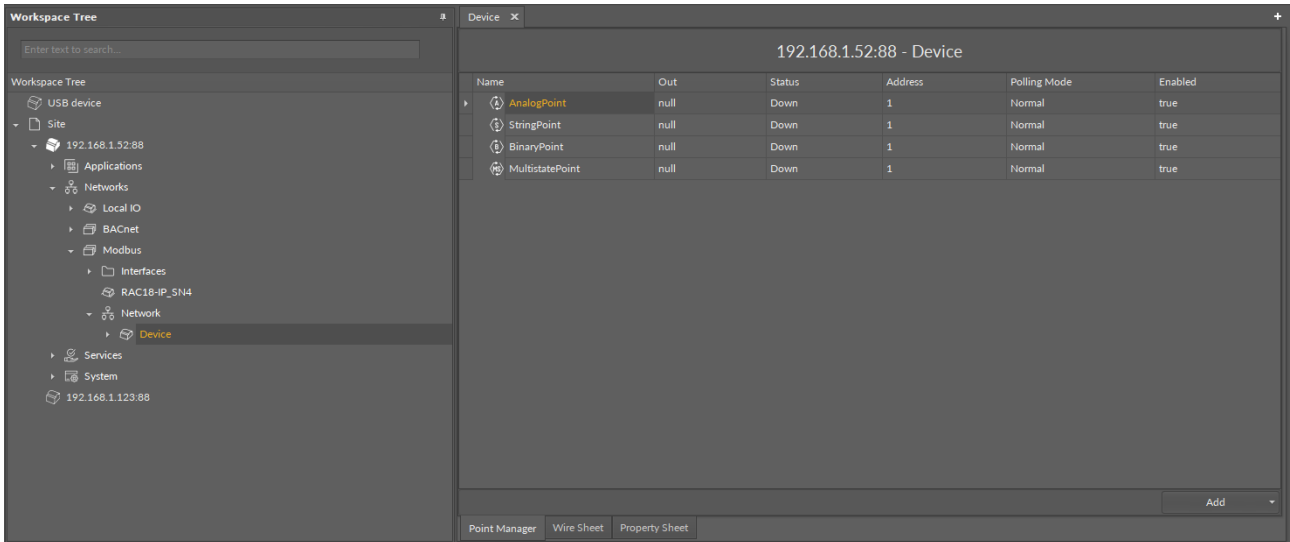 Workspace Tree
Enter text to search...
Workspace Tree
USB device
Site
192.168.1.52:88
Applications
Networks
Local IO
BACnet
Modbus
Interfaces
RAC18-IP_SN4
Network
Device
Services
System
192.168.1.123:88
Device
192.168.1.52:88 - Device
Name Out Status Address Polling Mode Enabled
A AnalogPoint null Down 1 Normal true
S StringPoint null Down 1 Normal true
B BinaryPoint null Down 1 Normal true
MS MultistatePoint null Down 1 Normal true
Add
Point Manager Wire Sheet Property Sheet